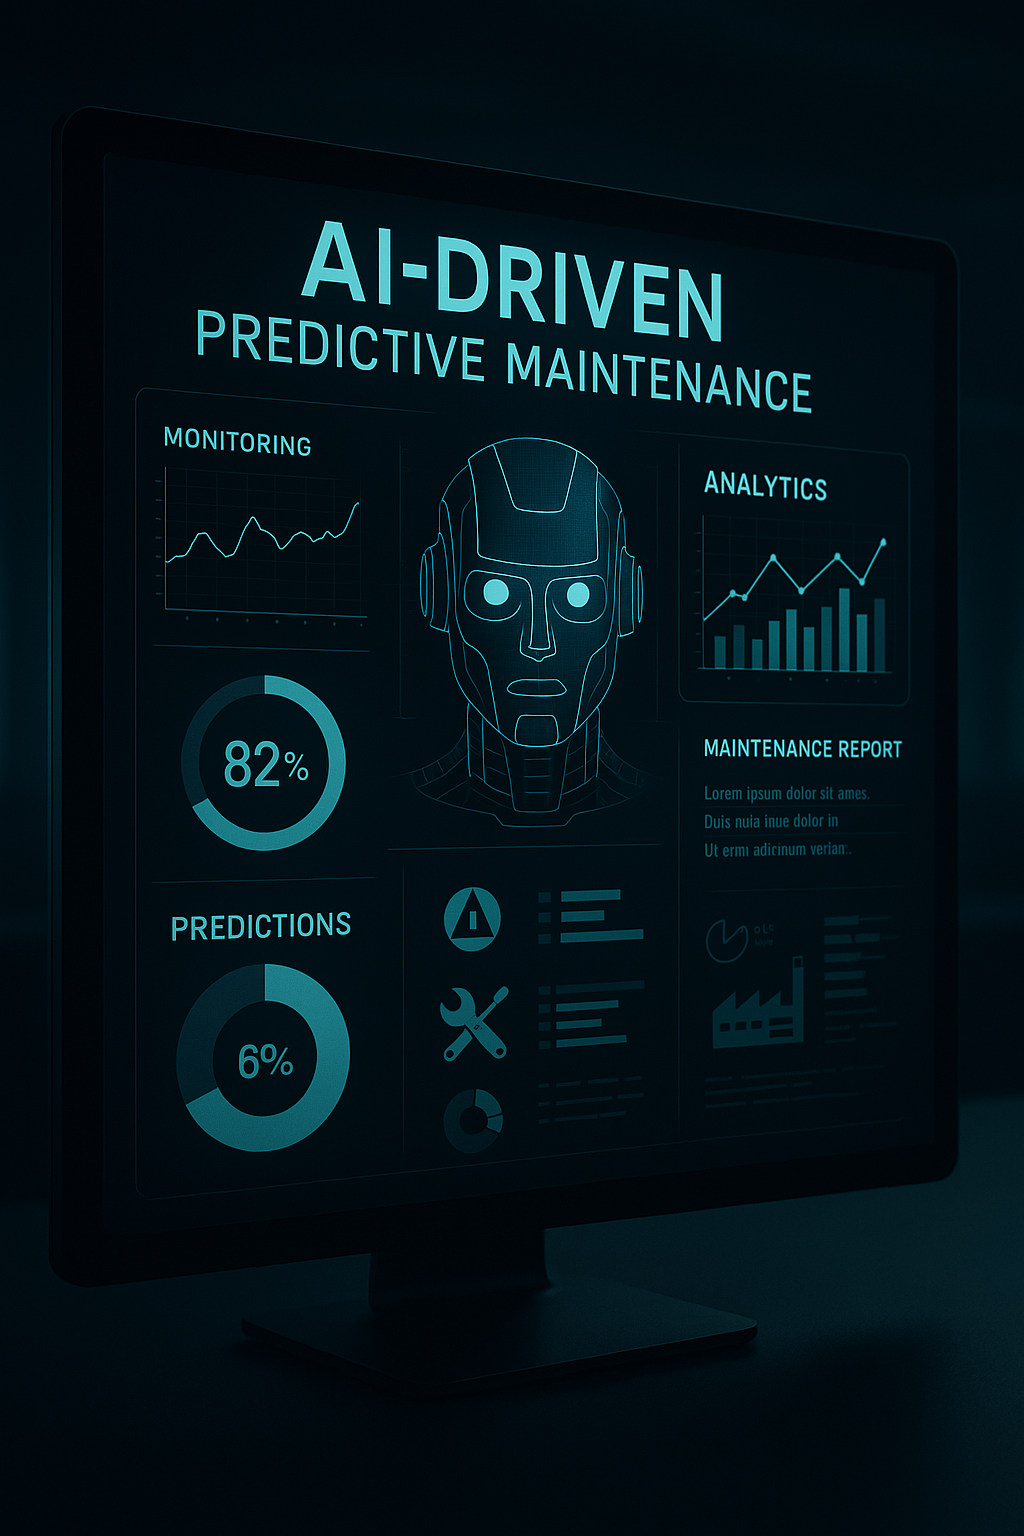 AI-DRIVEN
PREDICTIVE MAINTENANCE
MONITORING
82%
PREDICTIONS
6%
ANALYTICS
MAINTENANCE REPORT
Lorem ipsum dolor sit ames.
Duis nuia inue dolor in
Ut ermi adicinum veriam.